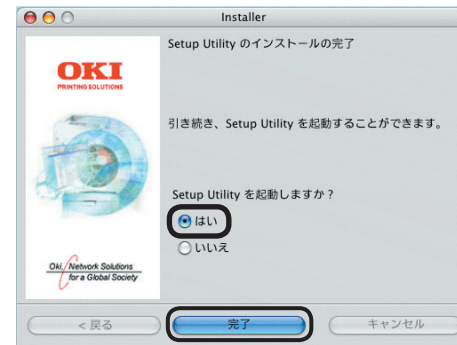 Installer
Setup Utility のインストールの完了
OKI
PRINTING SOLUTIONS
引き続き、Setup Utility を起動することができます。
Setup Utility を起動しますか？
はい
いいえ
Oki, Network Solutions
for a Global Society
< 戻る
完了
キャンセル